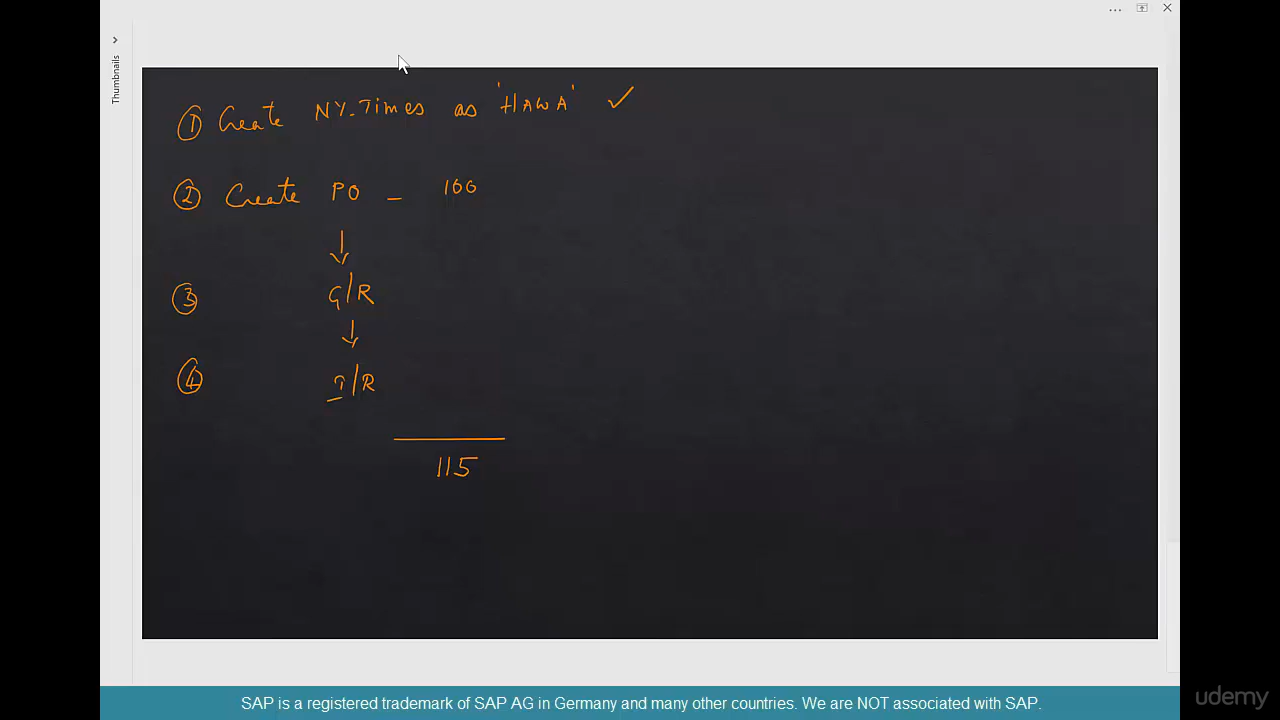 Thumbnails
① Create NY.Times as 'HAWA' ✓
② Create PO - 100
↓
③ G/R
↓
④ I/R
115
SAP is a registered trademark of SAP AG in Germany and many other countries. We are NOT associated with SAP.
udemy